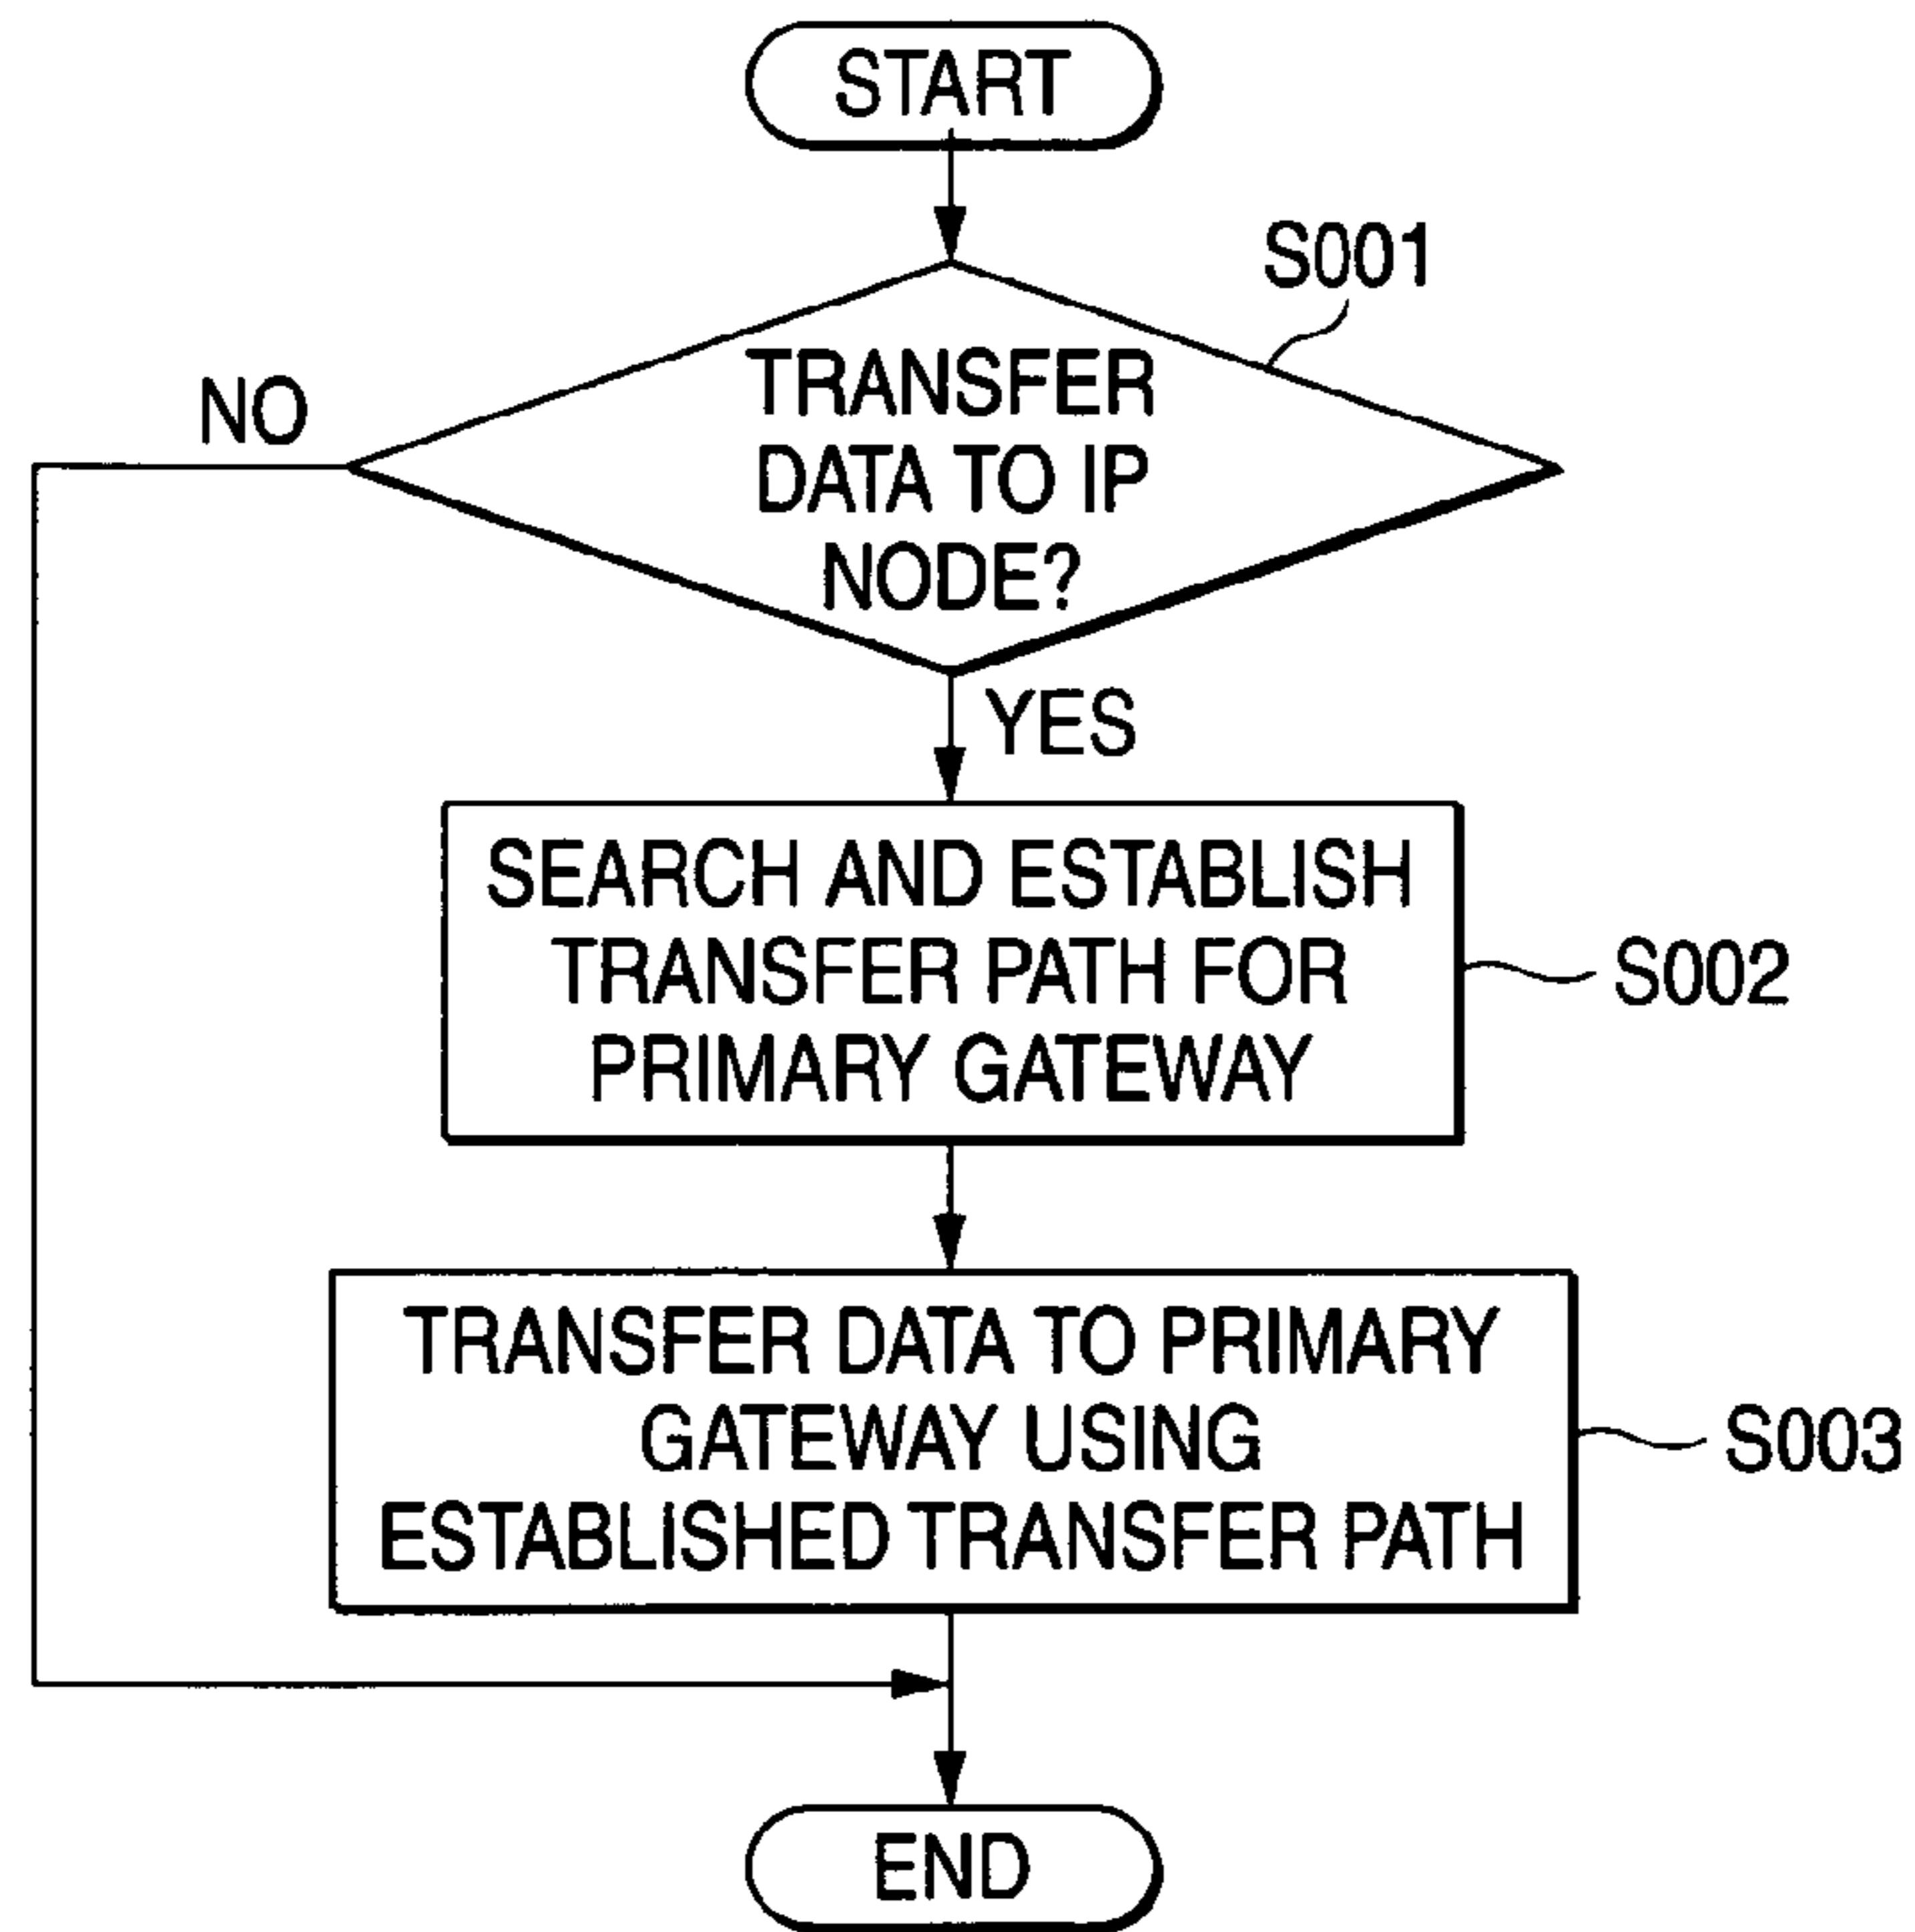 START
S001
TRANSFER
DATA TO IP
NODE?
NO
YES
SEARCH AND ESTABLISH
TRANSFER PATH FOR
PRIMARY GATEWAY
S002
TRANSFER DATA TO PRIMARY
GATEWAY USING
ESTABLISHED TRANSFER PATH
S003
END